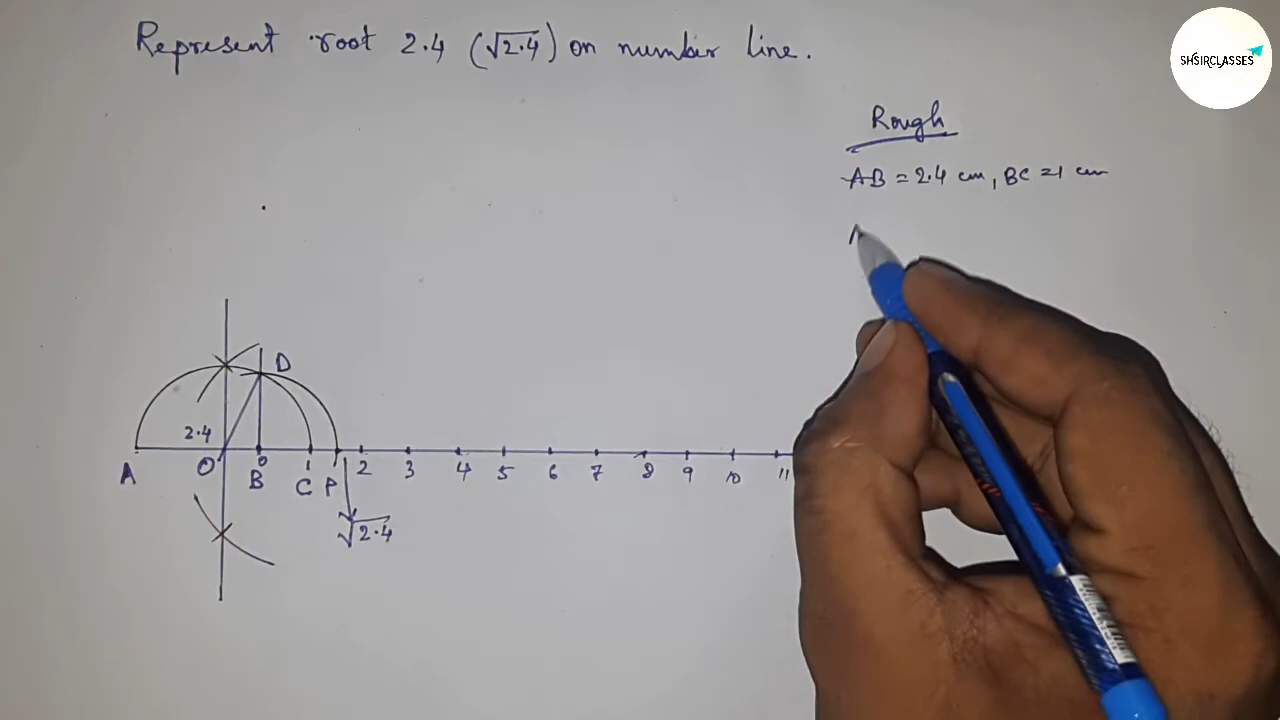 Represent root 2.4 (√2.4) on number line.
SHSIRCLASSES
Rough
AB = 2.4 cm, BC = 1 cm
A
D
2.4
A O B 0 C 1 P 2 3 4 5 6 7 8 9 10 11
√2.4